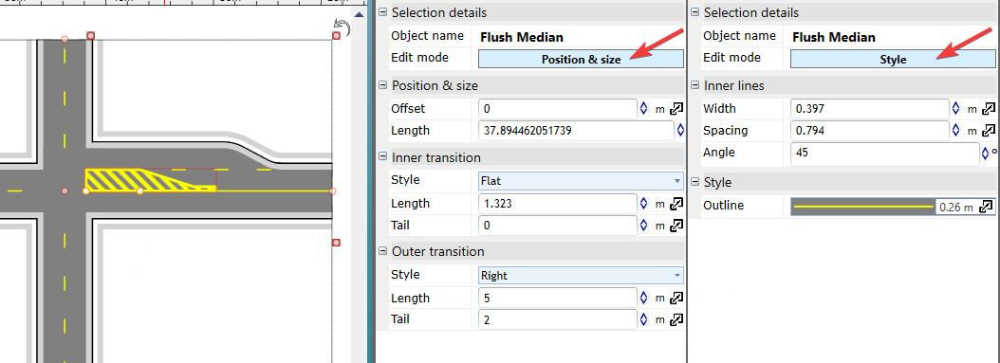 Selection details
Object name Flush Median
Edit mode Position & size
Position & size
Offset 0 m
Length 37.894462051739
Inner transition
Style Flat
Length 1.323 m
Tail 0 m
Outer transition
Style Right
Length 5 m
Tail 2 m
Selection details
Object name Flush Median
Edit mode Style
Inner lines
Width 0.397 m
Spacing 0.794 m
Angle 45 °
Style
Outline 0.26 m